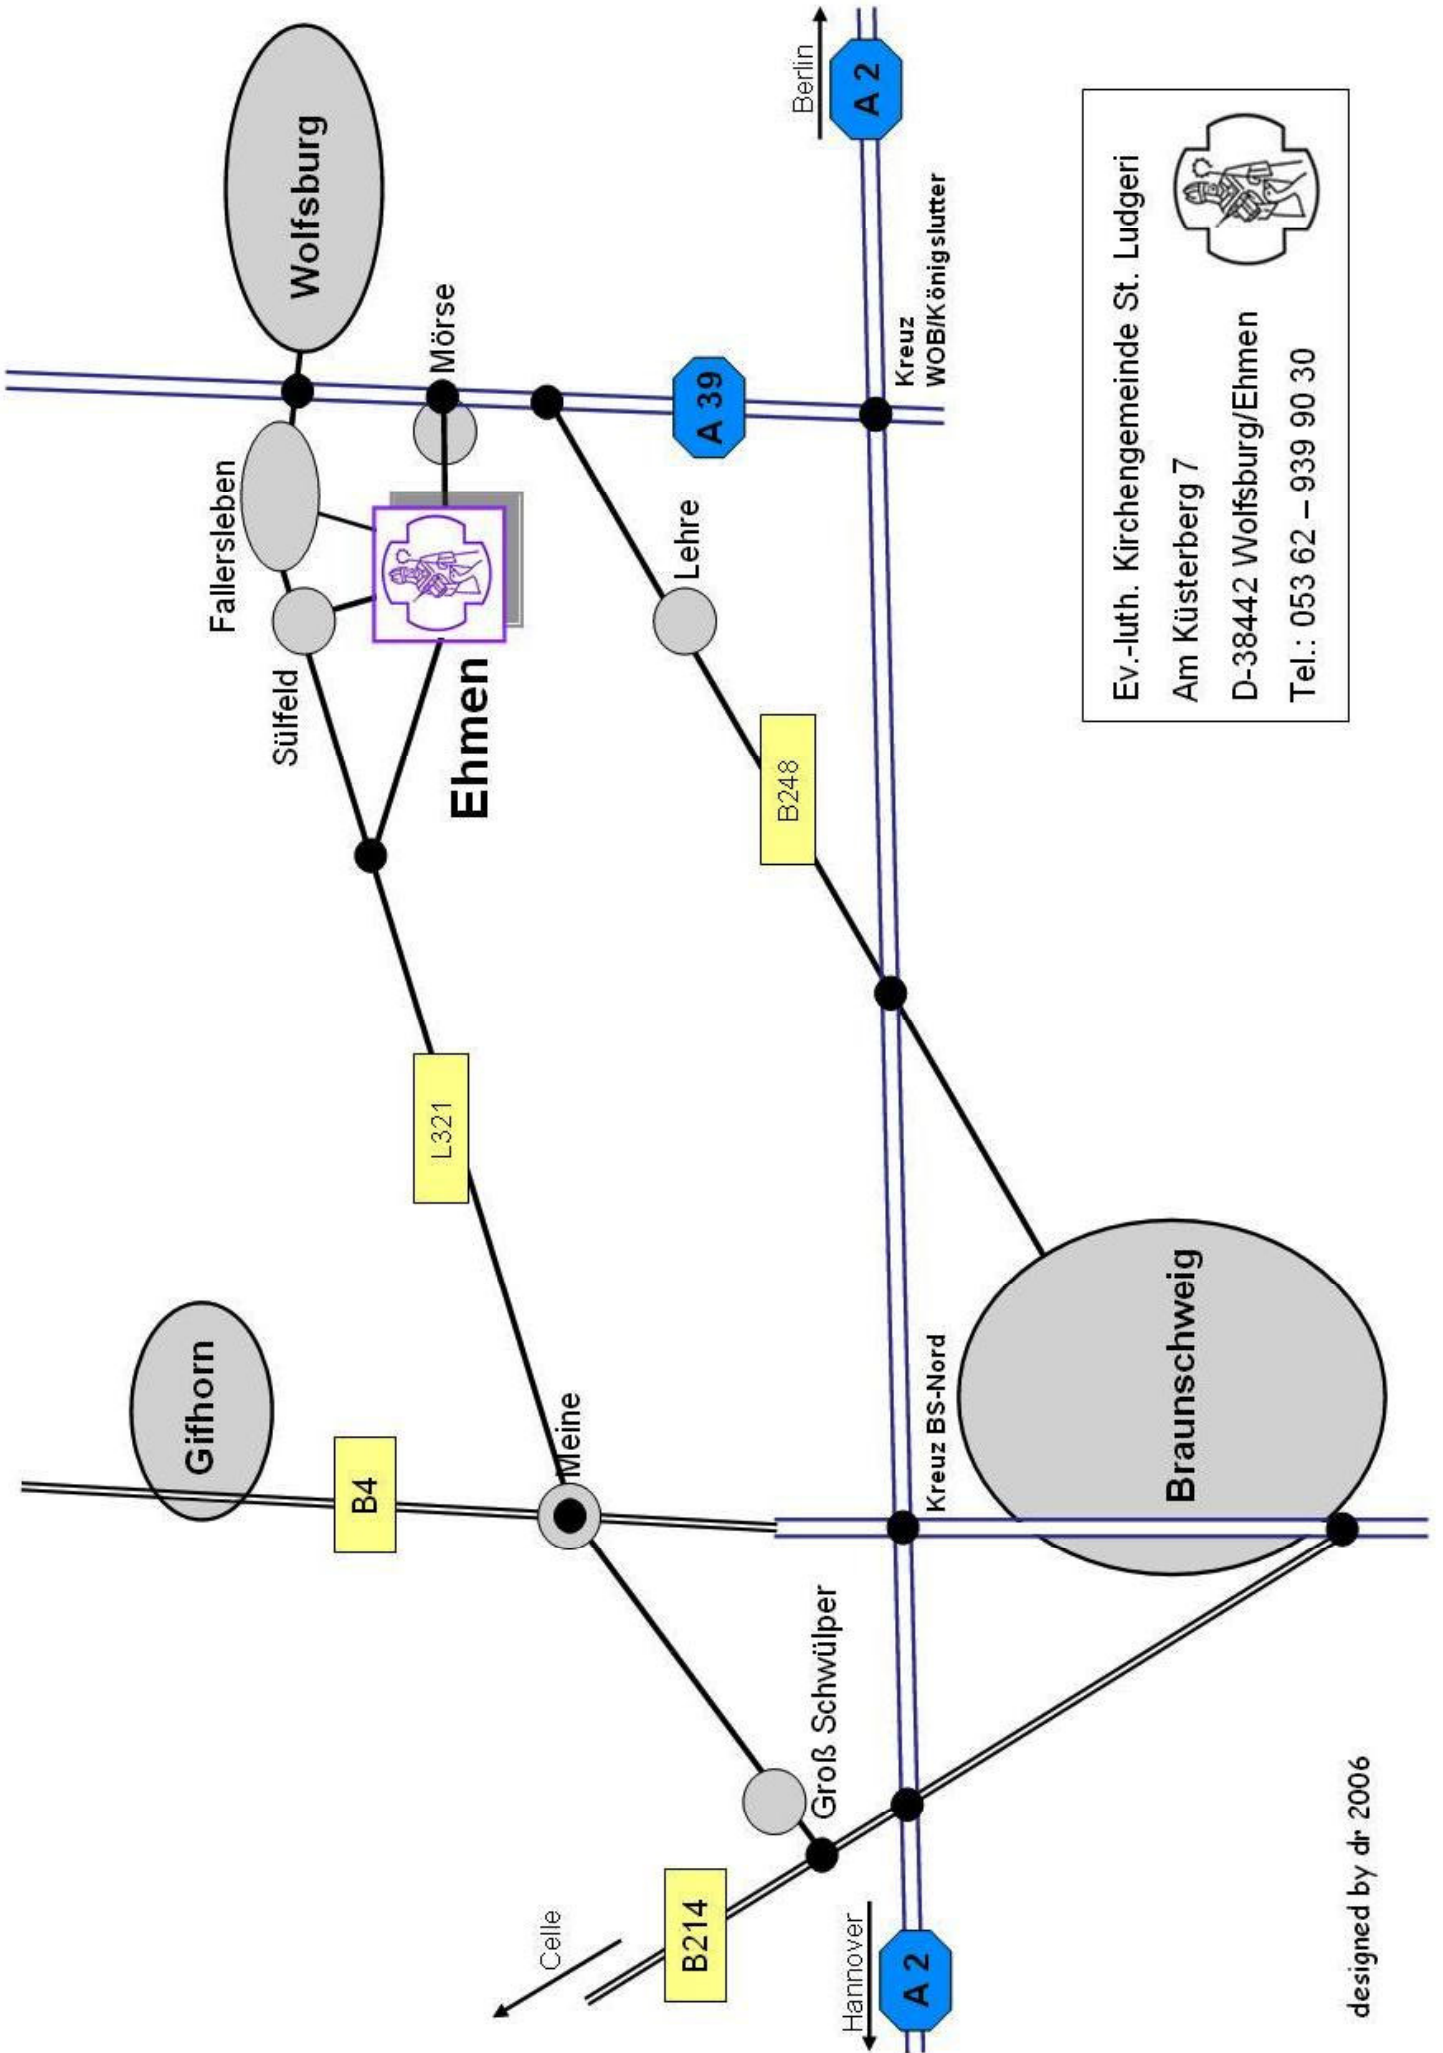 Celle
B214
Hannover
A 2
Groß Schwülper
Gifhorn
B4
Meine
Kreuz BS-Nord
Braunschweig
L321
B248
Sülfeld
Fallersleben
Ehmen
Lehre
Mörse
Wolfsburg
A 39
Kreuz
WOB/Königslutter
Berlin
A 2
Ev.-luth. Kirchengemeinde St. Ludgeri
Am Küsterberg 7
D-38442 Wolfsburg/Ehmen
Tel.: 053 62 – 939 90 30
designed by dr 2006